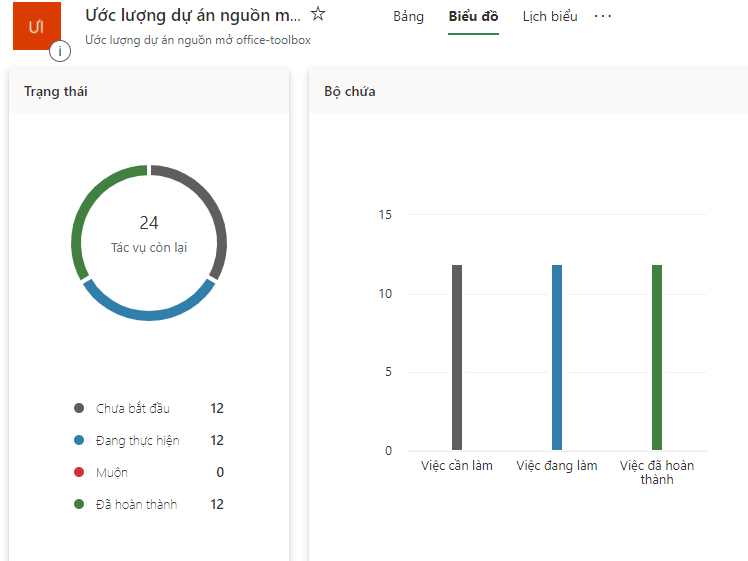 ƯI
Ước lượng dự án nguồn m...
Ước lượng dự án nguồn mở office-toolbox
Bảng
Biểu đồ
Lịch biểu
Trạng thái
24
Tác vụ còn lại
Chưa bắt đầu 12
Đang thực hiện 12
Muộn 0
Đã hoàn thành 12
Bộ chứa
15
10
5
0
Việc cần làm
Việc đang làm
Việc đã hoàn
thành